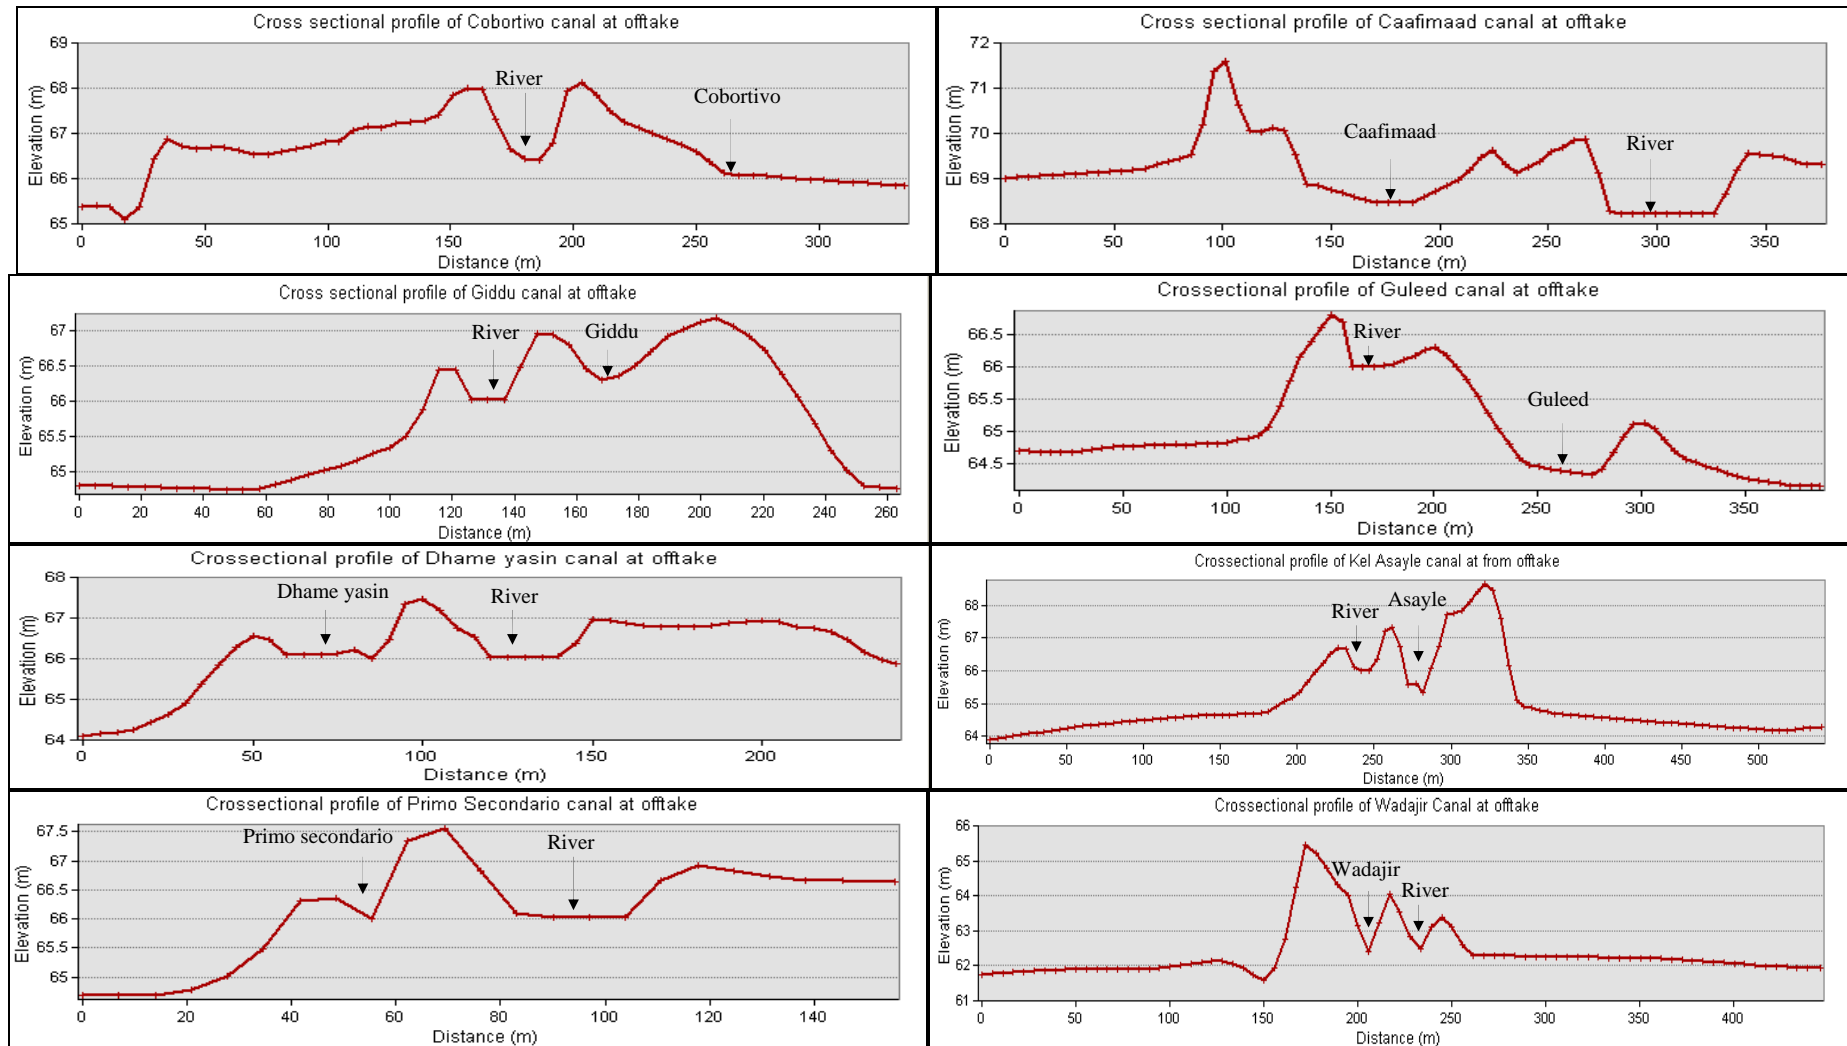 Cross sectional profile of Cobortivo canal at offtake
Elevation (m)
69
68
67
66
65
River
Cobortivo
0 50 100 150 200 250 300
Distance (m)
Cross sectional profile of Caafimaad canal at offtake
Elevation (m)
72
71
70
69
68
Caafimaad
River
0 50 100 150 200 250 300 350
Distance (m)
Cross sectional profile of Giddu canal at offtake
Elevation (m)
67
66.5
66
65.5
65
River
Giddu
0 20 40 60 80 100 120 140 160 180 200 220 240 260
Distance (m)
Crossectional profile of Guleed canal at offtake
Elevation (m)
66.5
66
65.5
65
64.5
River
Guleed
0 50 100 150 200 250 300 350
Distance (m)
Crossectional profile of Dhame yasin canal at offtake
Elevation (m)
68
67
66
65
64
Dhame yasin
River
0 50 100 150 200
Distance (m)
Crossectional profile of Kel Asayle canal at from offtake
Elevation (m)
68
67
66
65
64
River
Asayle
0 50 100 150 200 250 300 350 400 450 500
Distance (m)
Crossectional profile of Primo Secondario canal at offtake
Elevation (m)
67.5
67
66.5
66
65.5
65
Primo secondario
River
0 20 40 60 80 100 120 140
Distance (m)
Crossectional profile of Wadajir Canal at offtake
Elevation (m)
66
65
64
63
62
61
Wadajir
River
0 50 100 150 200 250 300 350 400
Distance (m)